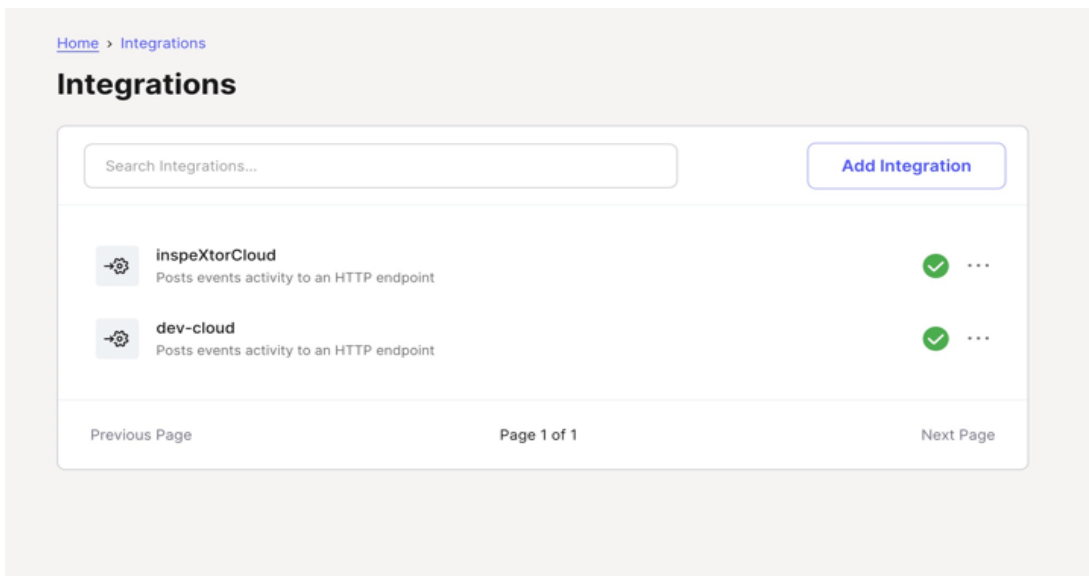 Home > Integrations
Integrations
Search Integrations...
Add Integration
inspeXtorCloud
Posts events activity to an HTTP endpoint
dev-cloud
Posts events activity to an HTTP endpoint
Previous Page
Page 1 of 1
Next Page